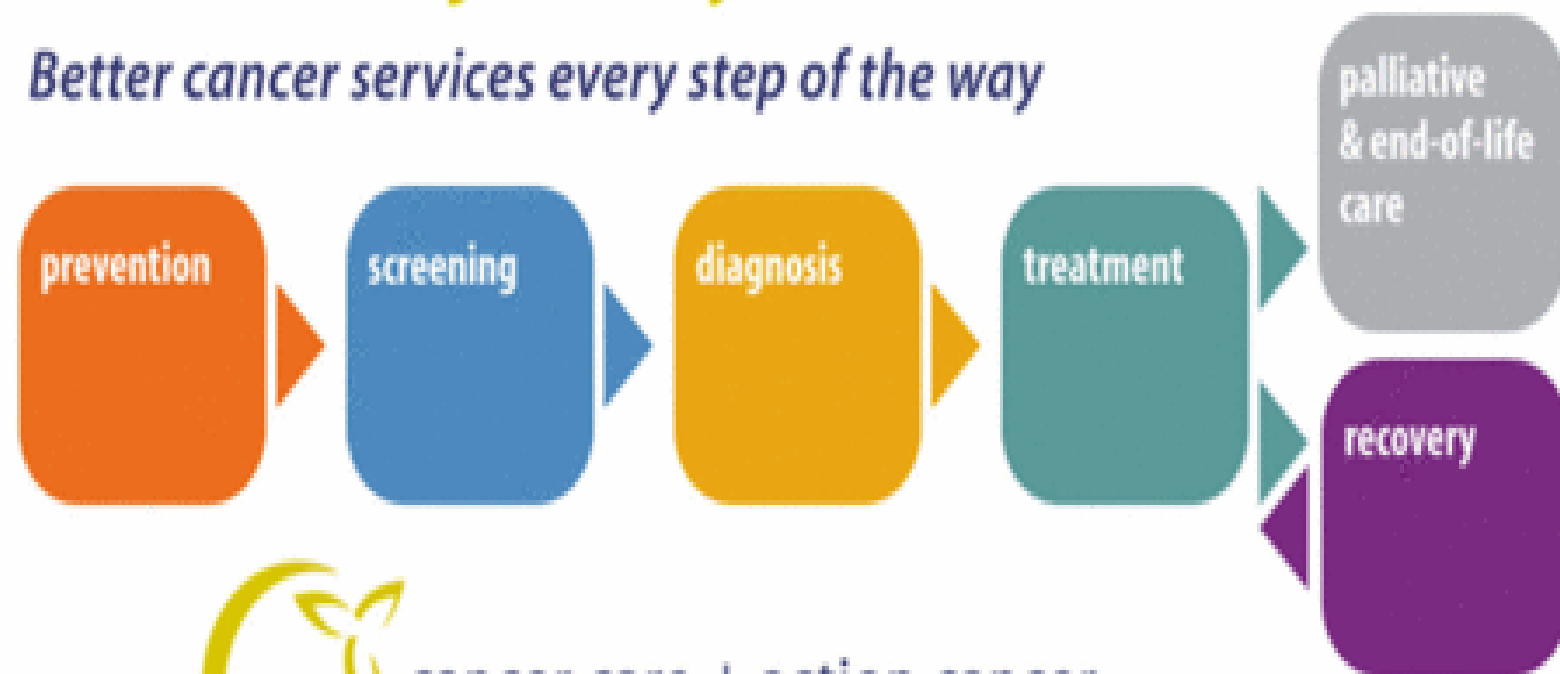 Better cancer services every step of the way
prevention
screening
diagnosis
treatment
palliative
& end-of-life
care
recovery